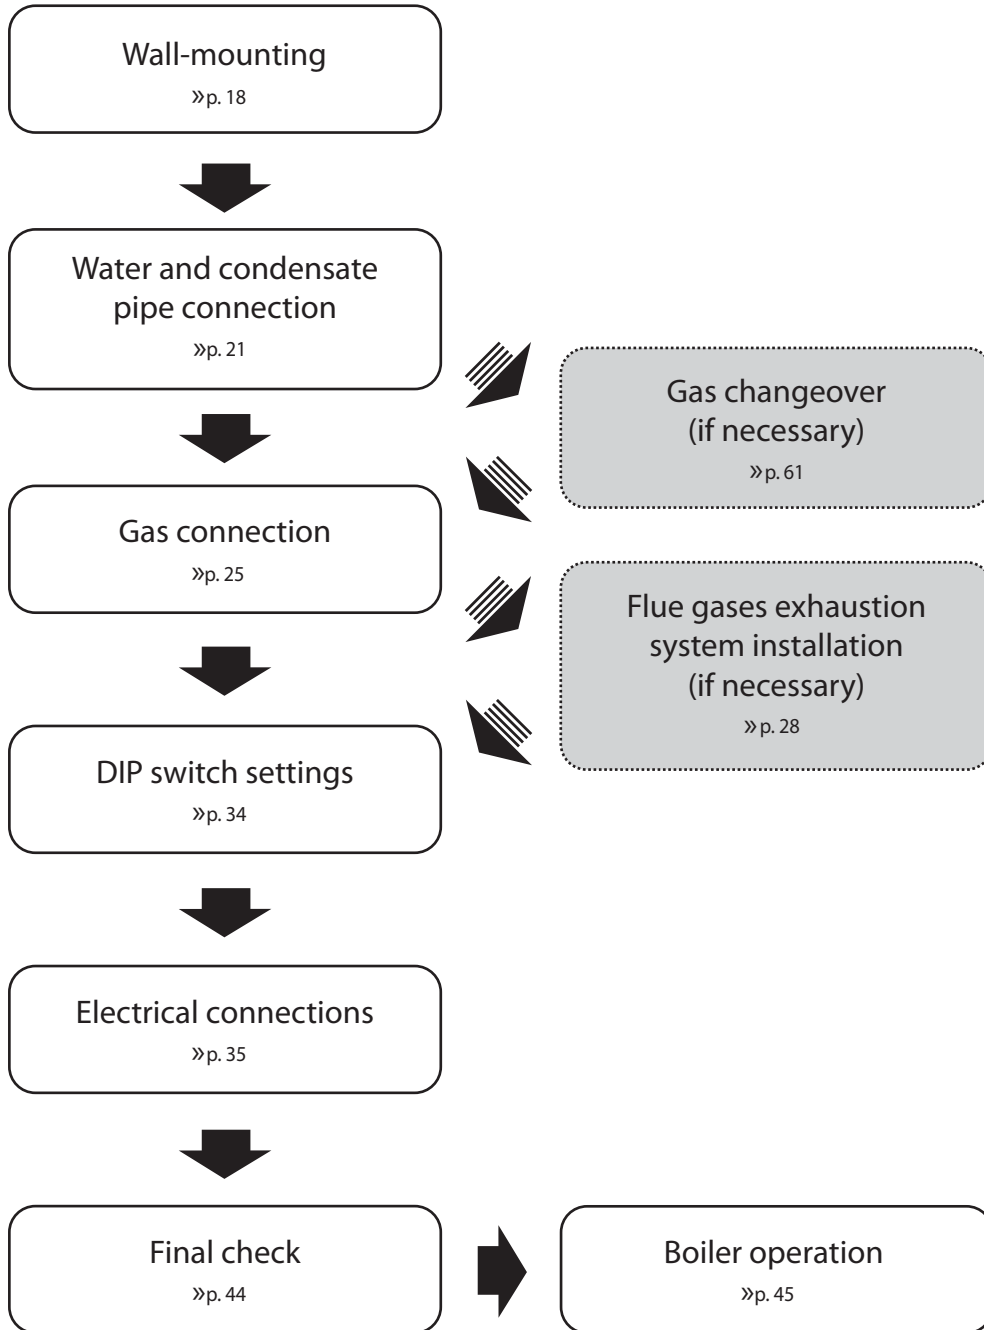 Wall-mounting
»p. 18
Water and condensate
pipe connection
»p. 21
Gas changeover
(if necessary)
»p. 61
Gas connection
»p. 25
Flue gases exhaustion
system installation
(if necessary)
»p. 28
DIP switch settings
»p. 34
Electrical connections
»p. 35
Final check
»p. 44
Boiler operation
»p. 45